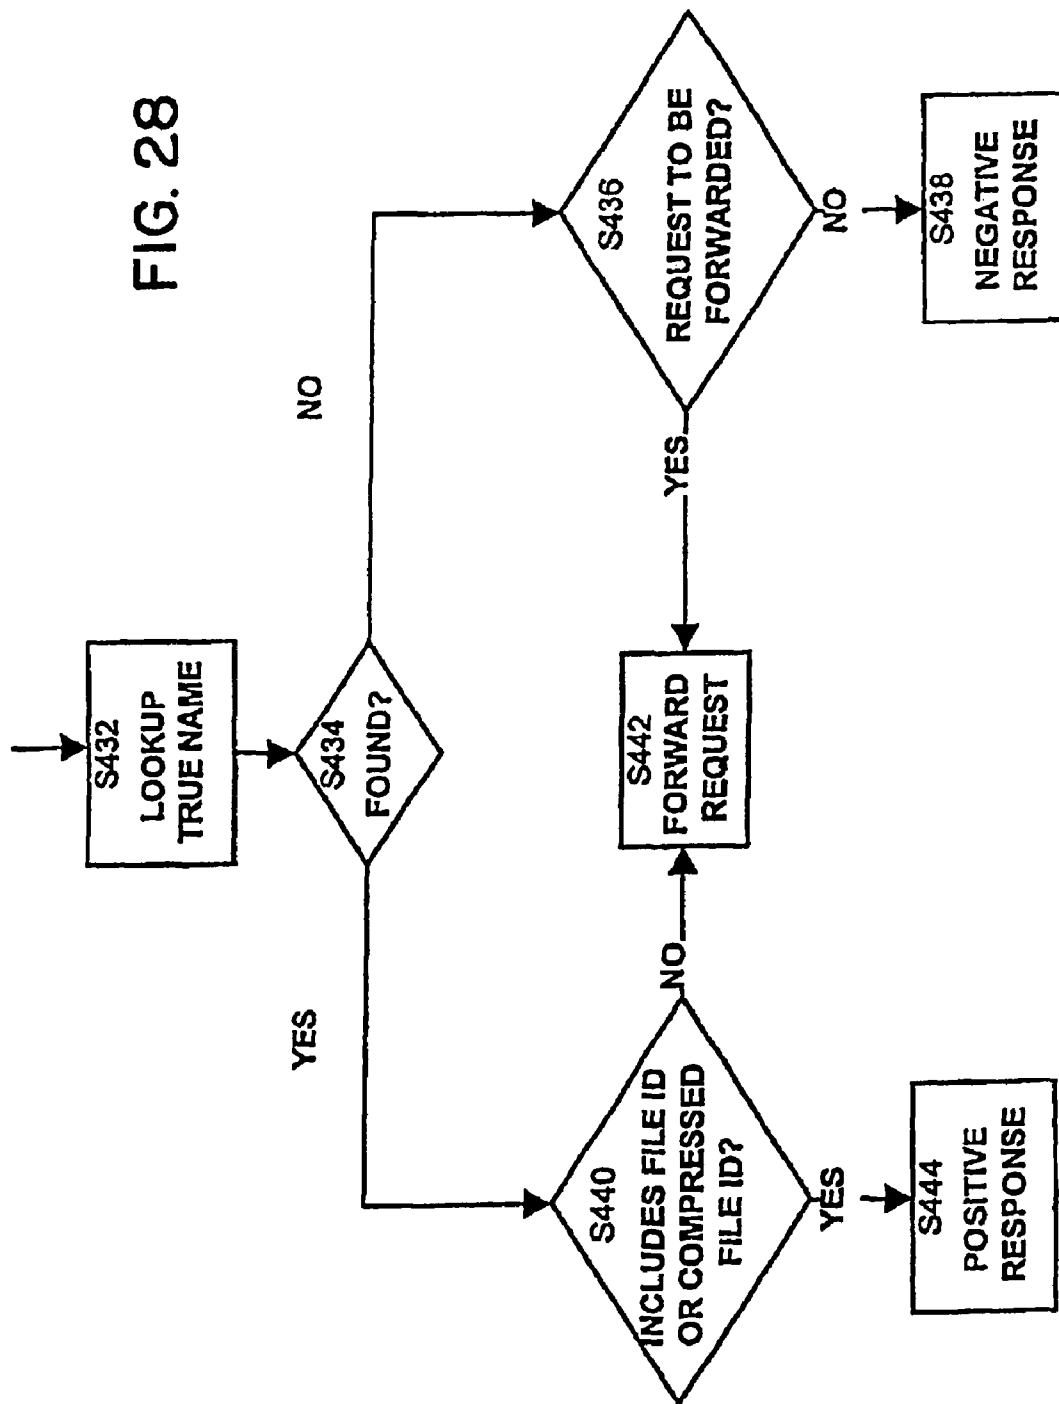 FIG. 28
S432
LOOKUP
TRUE NAME
S434
FOUND?
YES
NO
S440
INCLUDES FILE ID
OR COMPRESSED
FILE ID?
NO
YES
S442
FORWARD
REQUEST
S436
REQUEST TO BE
FORWARDED?
YES
NO
S444
POSITIVE
RESPONSE
S438
NEGATIVE
RESPONSE